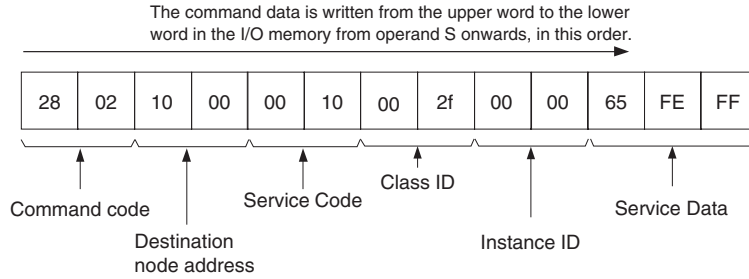 The command data is written from the upper word to the lower
word in the I/O memory from operand S onwards, in this order.
28 02 10 00 00 10 00 2f 00 00 65 FE FF
Command code
Destination
node address
Service Code
Class ID
Instance ID
Service Data